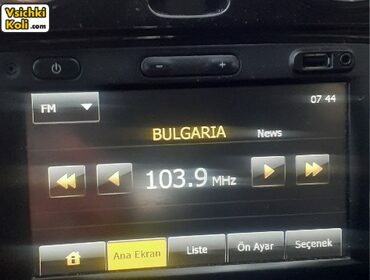 Vsichki
Koli.com
FM
07 44
BULGARIA
News
103.9 MHz
Ana Ekran
Liste
Ön Ayar
Seçenek